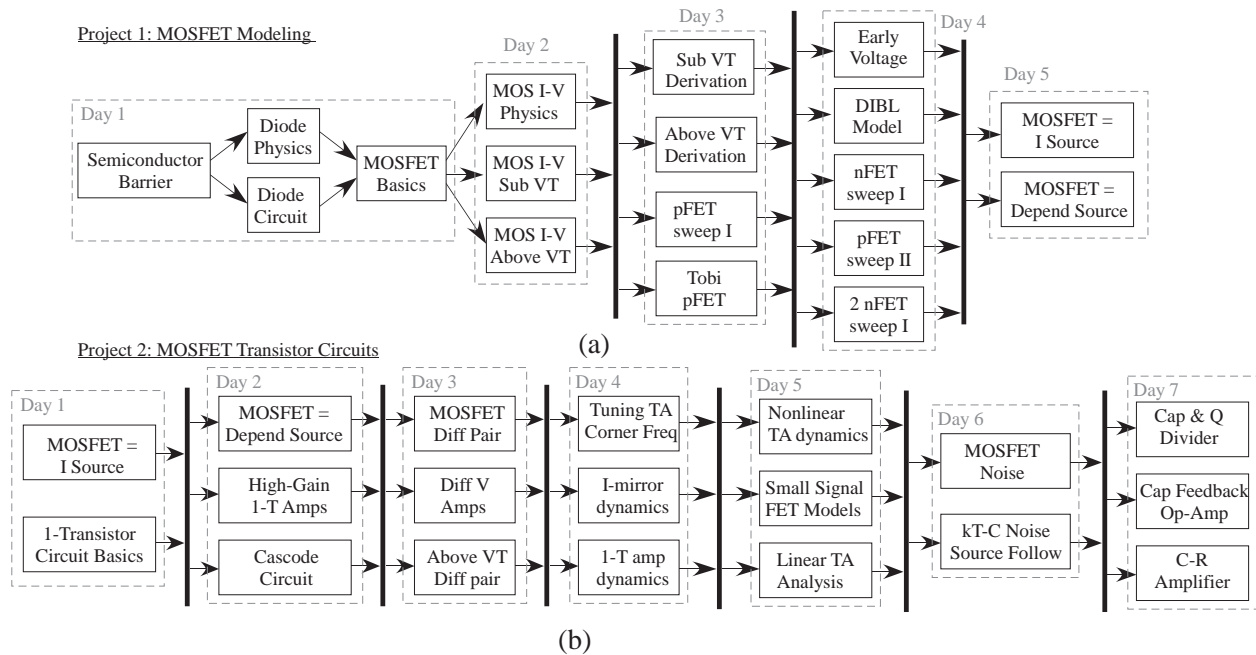 Project 1: MOSFET Modeling
Day 1
Semiconductor
Barrier
Diode
Physics
Diode
Circuit
MOSFET
Basics
Day 2
MOS I-V
Physics
MOS I-V
Sub VT
MOS I-V
Above VT
Day 3
Sub VT
Derivation
Above VT
Derivation
pFET
sweep I
Tobi
pFET
Day 4
Early
Voltage
DIBL
Model
nFET
sweep I
pFET
sweep II
2 nFET
sweep I
Day 5
MOSFET =
I Source
MOSFET =
Depend Source
(a)
Project 2: MOSFET Transistor Circuits
Day 1
MOSFET =
I Source
1-Transistor
Circuit Basics
Day 2
MOSFET =
Depend Source
High-Gain
1-T Amps
Cascode
Circuit
Day 3
MOSFET
Diff Pair
Diff V
Amps
Above VT
Diff pair
Day 4
Tuning TA
Corner Freq
I-mirror
dynamics
1-T amp
dynamics
Day 5
Nonlinear
TA dynamics
Small Signal
FET Models
Linear TA
Analysis
Day 6
MOSFET
Noise
kT-C Noise
Source Follow
Day 7
Cap & Q
Divider
Cap Feedback
Op-Amp
C-R
Amplifier
(b)